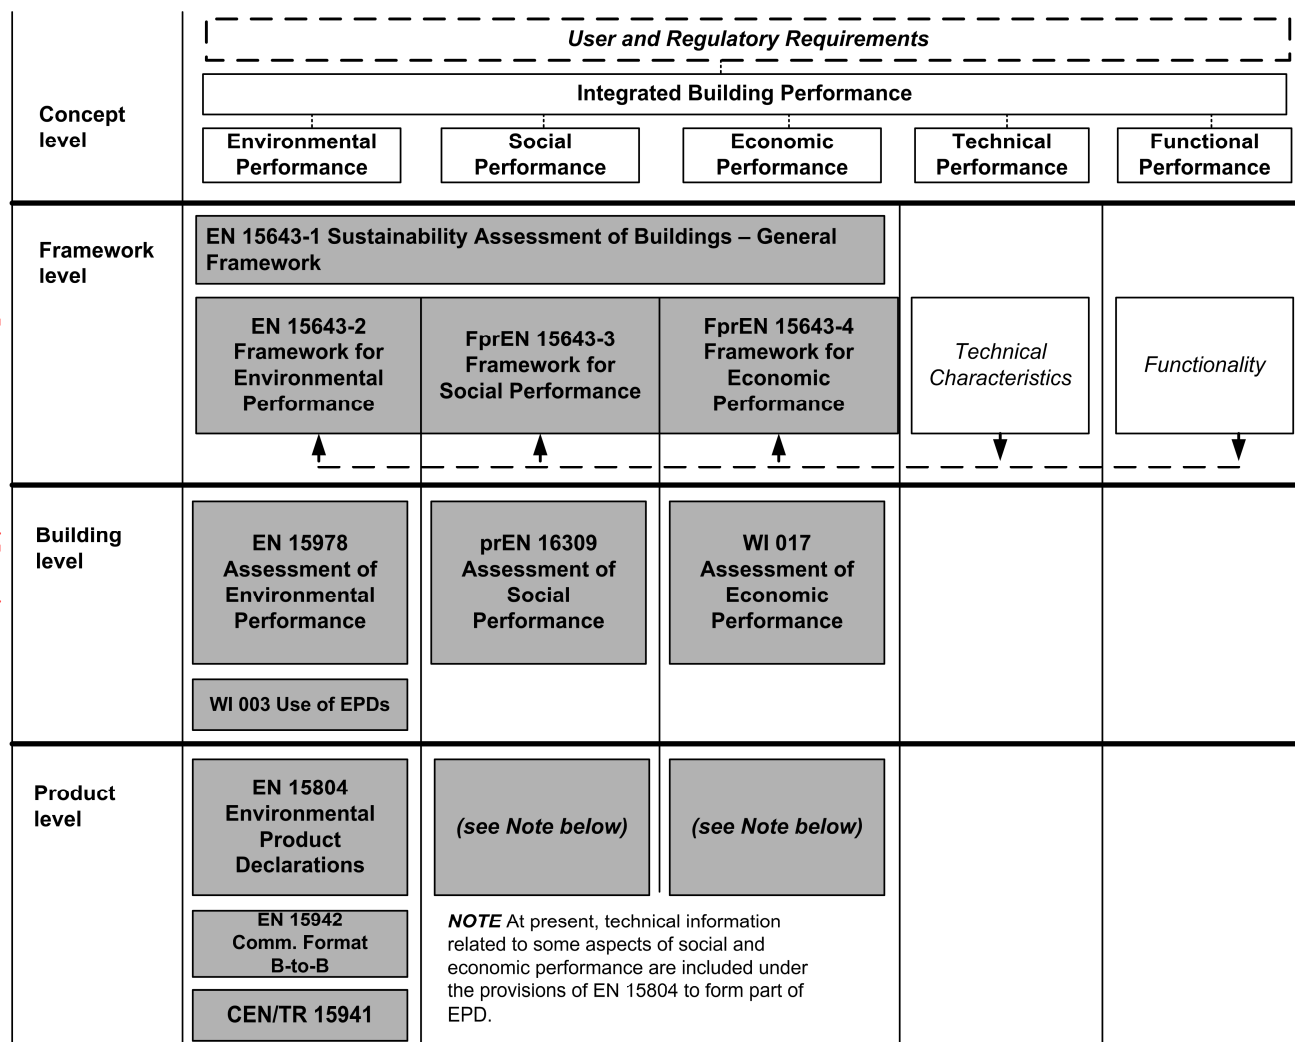 User and Regulatory Requirements
Integrated Building Performance
Concept
level
Environmental
Performance
Social
Performance
Economic
Performance
Technical
Performance
Functional
Performance
Framework
level
EN 15643-1 Sustainability Assessment of Buildings – General
Framework
EN 15643-2
Framework for
Environmental
Performance
FprEN 15643-3
Framework for
Social Performance
FprEN 15643-4
Framework for
Economic
Performance
Technical
Characteristics
Functionality
Building
level
EN 15978
Assessment of
Environmental
Performance
prEN 16309
Assessment of
Social
Performance
WI 017
Assessment of
Economic
Performance
WI 003 Use of EPDs
Product
level
EN 15804
Environmental
Product
Declarations
(see Note below)
(see Note below)
EN 15942
Comm. Format
B-to-B
CEN/TR 15941
NOTE At present, technical information
related to some aspects of social and
economic performance are included under
the provisions of EN 15804 to form part of
EPD.